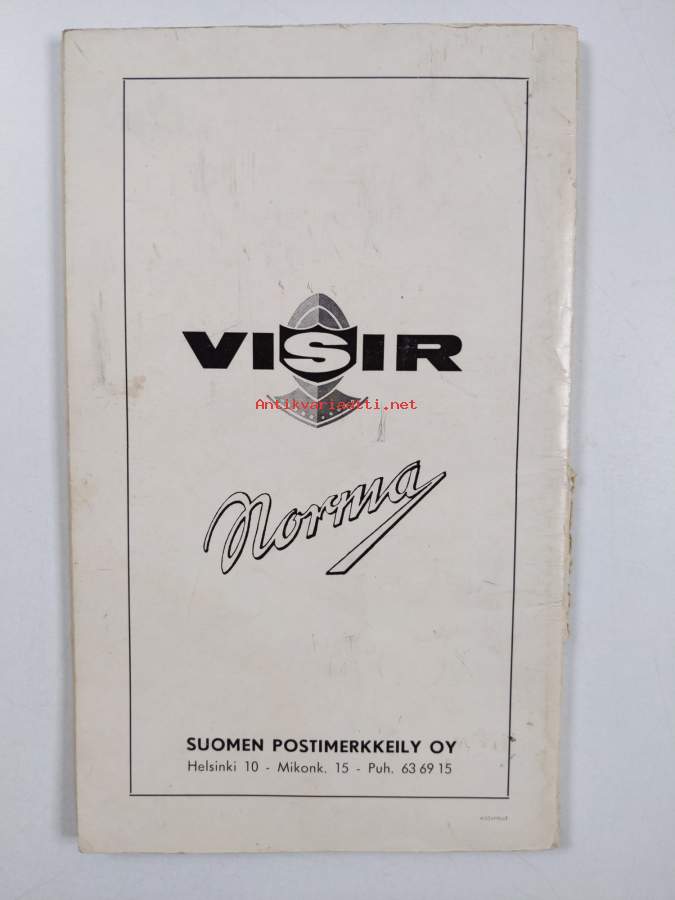 VISIR
Antikvariaatti.net
Norma
SUOMEN POSTIMERKKEILY OY
Helsinki 10 - Mikonk. 15 - Puh. 63 69 15